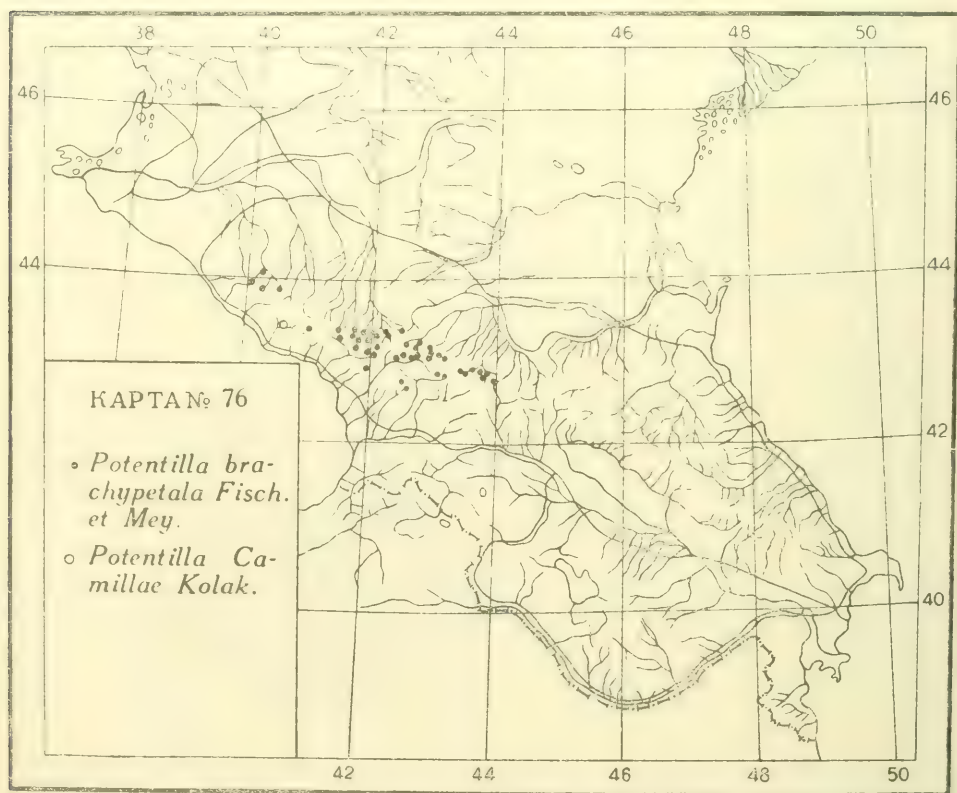 38 40 42 44 46 48 50
46 46
44 44
КАРТА № 76
Potentilla bra-
chypetala Fisch.
et Mey.
Potentilla Ca-
millae Kolak.
42
40
42 44 46 48 50